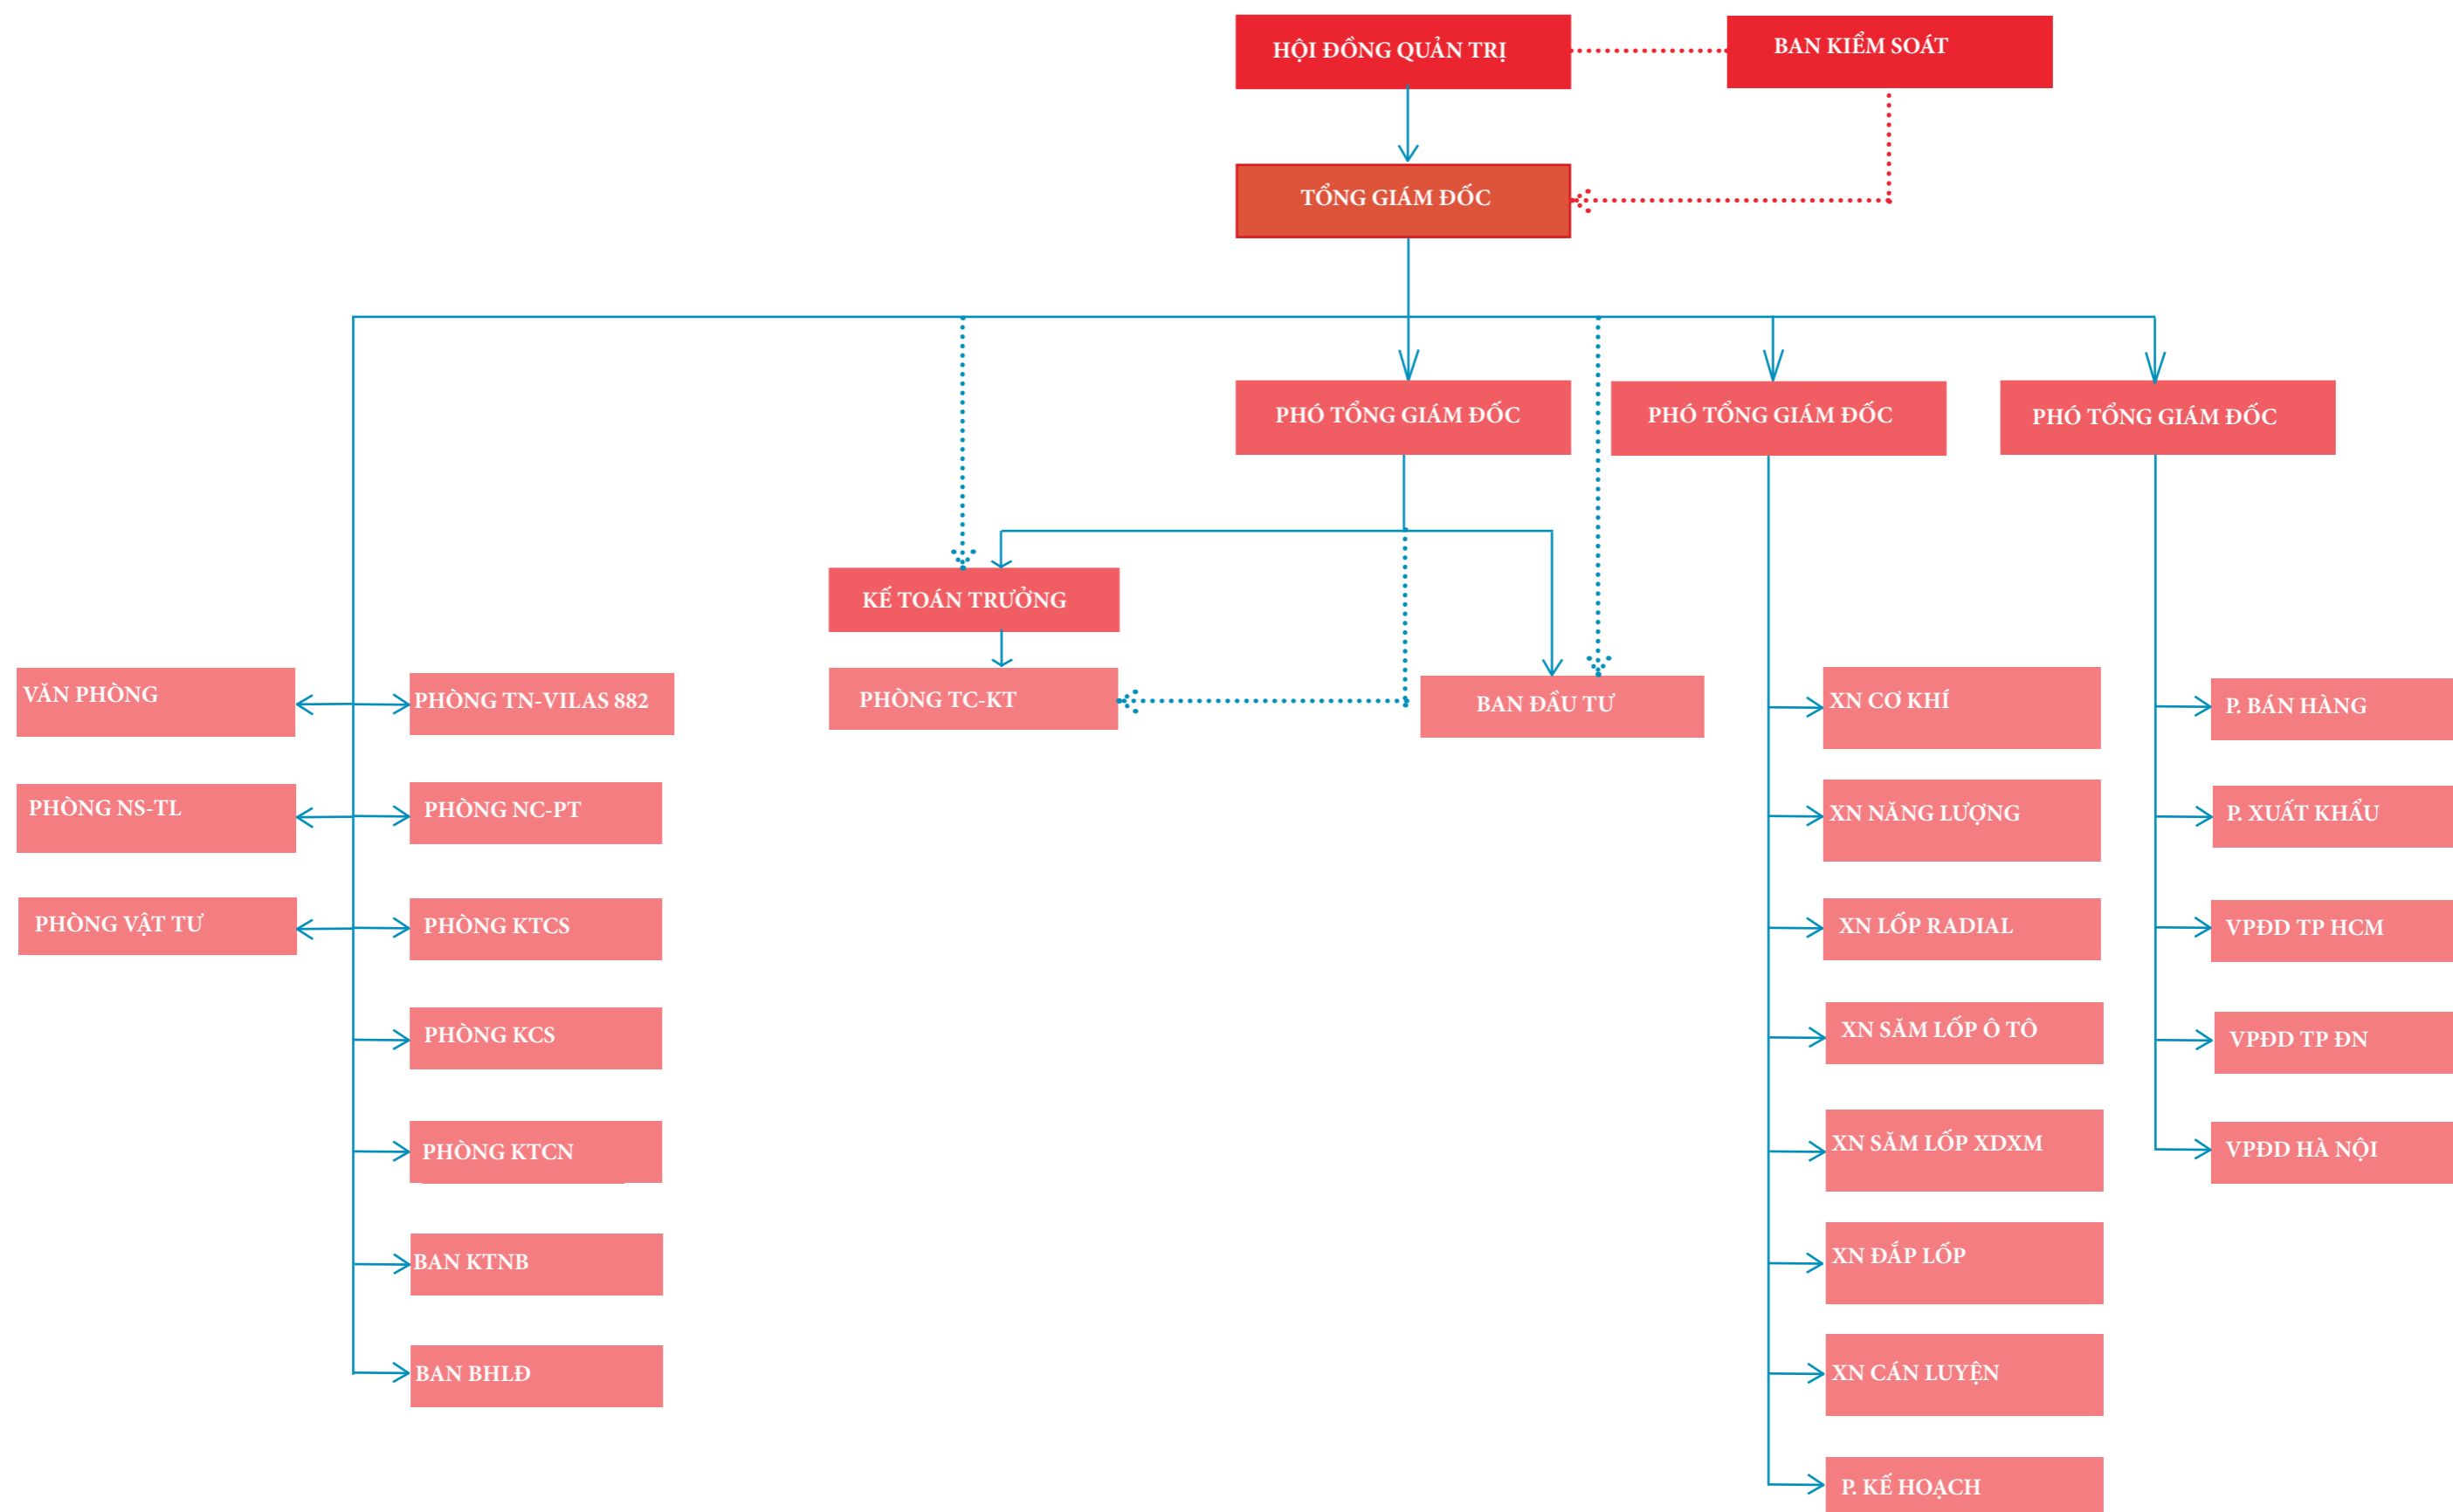 HỘI ĐỒNG QUẢN TRỊ
BAN KIỂM SOÁT
TỔNG GIÁM ĐỐC
PHÓ TỔNG GIÁM ĐỐC
PHÓ TỔNG GIÁM ĐỐC
PHÓ TỔNG GIÁM ĐỐC
KẾ TOÁN TRƯỞNG
PHÒNG TC-KT
BAN ĐẦU TƯ
VĂN PHÒNG
PHÒNG NS-TL
PHÒNG VẬT TƯ
PHÒNG TN-VILAS 882
PHÒNG NC-PT
PHÒNG KTCS
PHÒNG KCS
PHÒNG KTCN
BAN KTNB
BAN BHLĐ
XN CƠ KHÍ
XN NĂNG LƯỢNG
XN LỐP RADIAL
XN SĂM LỐP Ô TÔ
XN SĂM LỐP XDXM
XN ĐẮP LỐP
XN CÁN LUYỆN
P. KẾ HOẠCH
P. BÁN HÀNG
P. XUẤT KHẨU
VPĐD TP HCM
VPĐD TP ĐN
VPĐD HÀ NỘI